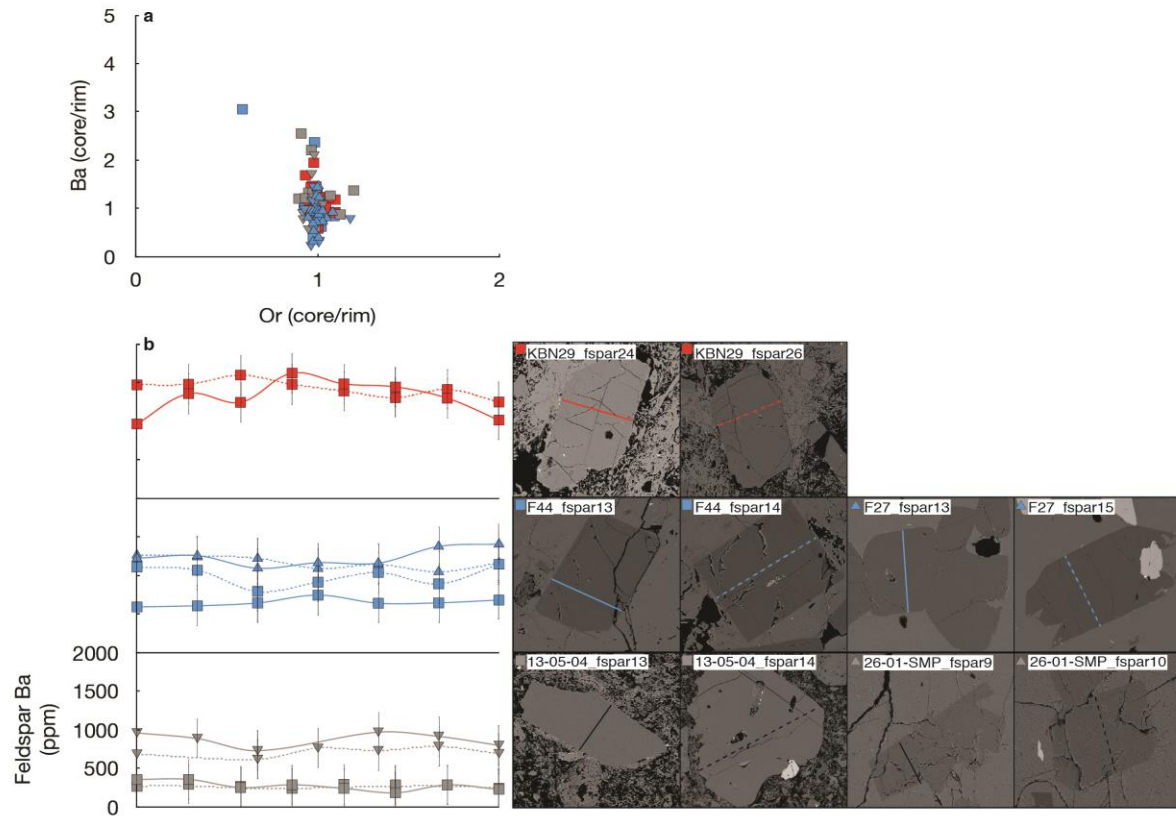 a
5
4
3
2
1
0
Ba (core/rim)
0 1 2
Or (core/rim)
b
KBN29_fspar24 KBN29_fspar26
F44_fspar13 F44_fspar14 F27_fspar13 F27_fspar15
13-05-04_fspar13 13-05-04_fspar14 26-01-SMP_fspar9 26-01-SMP_fspar10
2000
1500
1000
500
0
Feldspar Ba
(ppm)